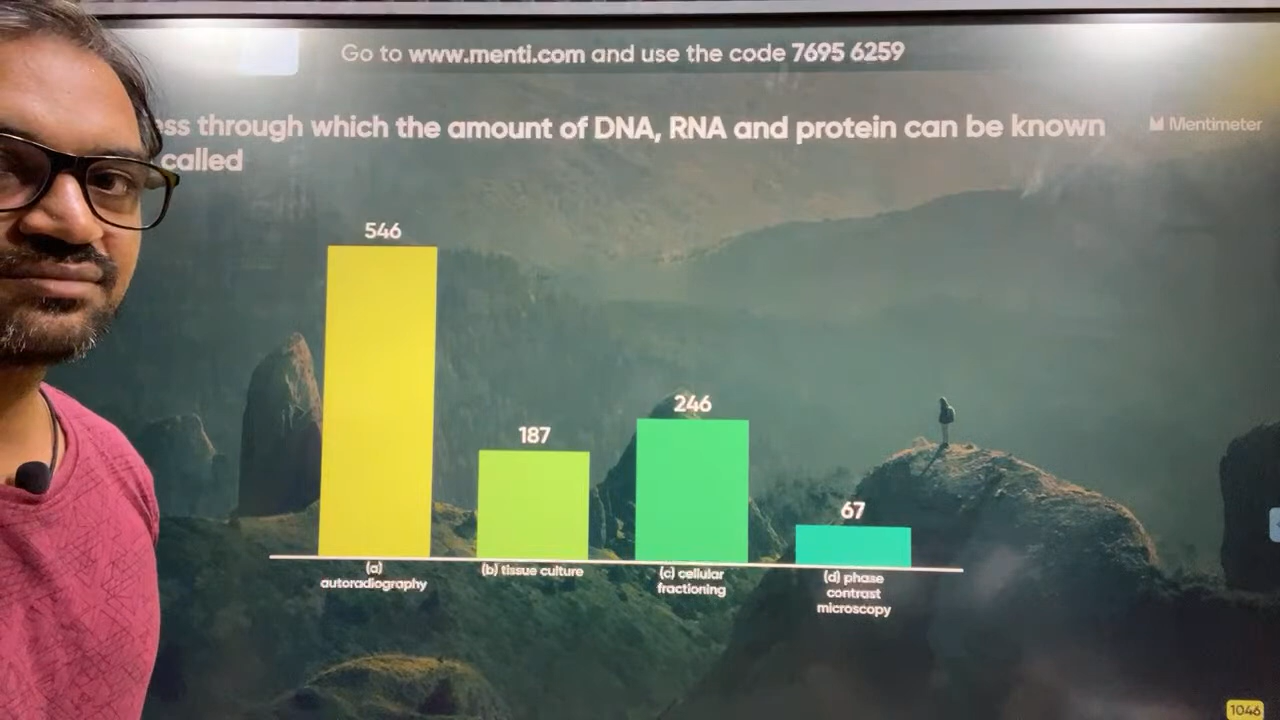 Go to www.menti.com and use the code 7695 6259
ess through which the amount of DNA, RNA and protein can be known
called
Mentimeter
546
187
246
67
(a)
autoradiography
(b) tissue culture
(c) cellular
fractioning
(d) phase
contrast
microscopy
1046